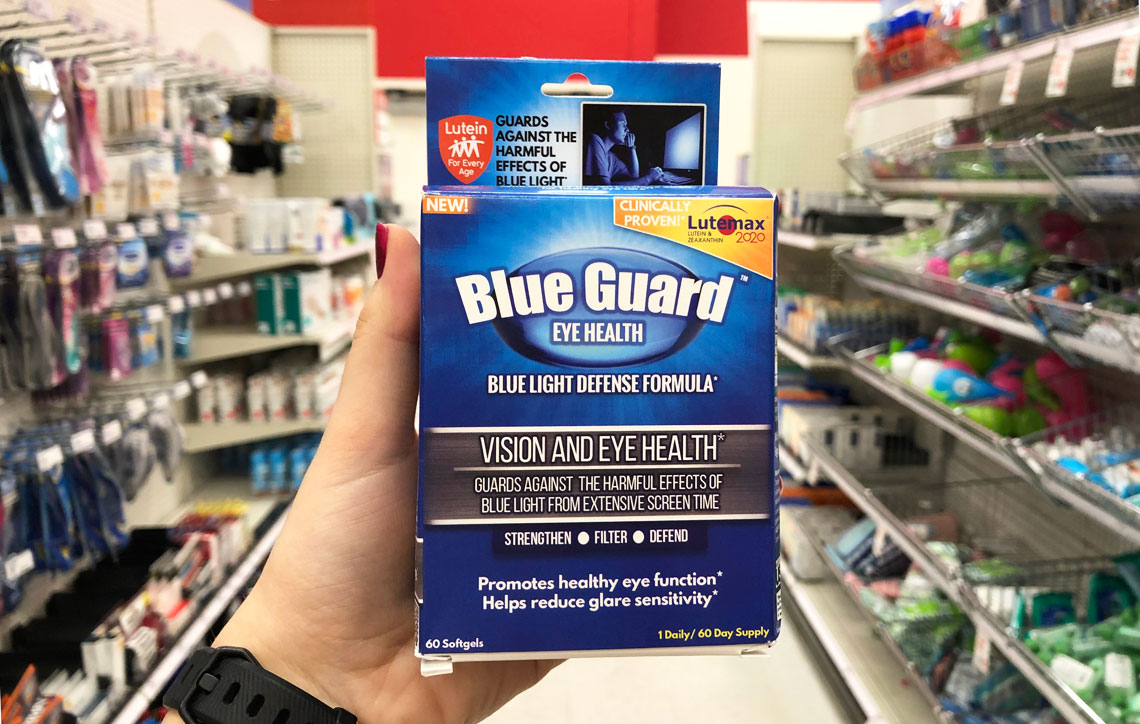 Lutein
For Every
Age
GUARDS
AGAINST THE
HARMFUL
EFFECTS OF
BLUE LIGHT*
NEW!
CLINICALLY
PROVEN!*
Lutemax
LUTEIN &
ZEAXANTHIN
2020
Blue Guard™
EYE HEALTH
BLUE LIGHT DEFENSE FORMULA*
VISION AND EYE HEALTH*
GUARDS AGAINST THE HARMFUL EFFECTS OF
BLUE LIGHT FROM EXTENSIVE SCREEN TIME
STRENGTHEN ● FILTER ● DEFEND
Promotes healthy eye function*
Helps reduce glare sensitivity*
60 Softgels
1 Daily/ 60 Day Supply